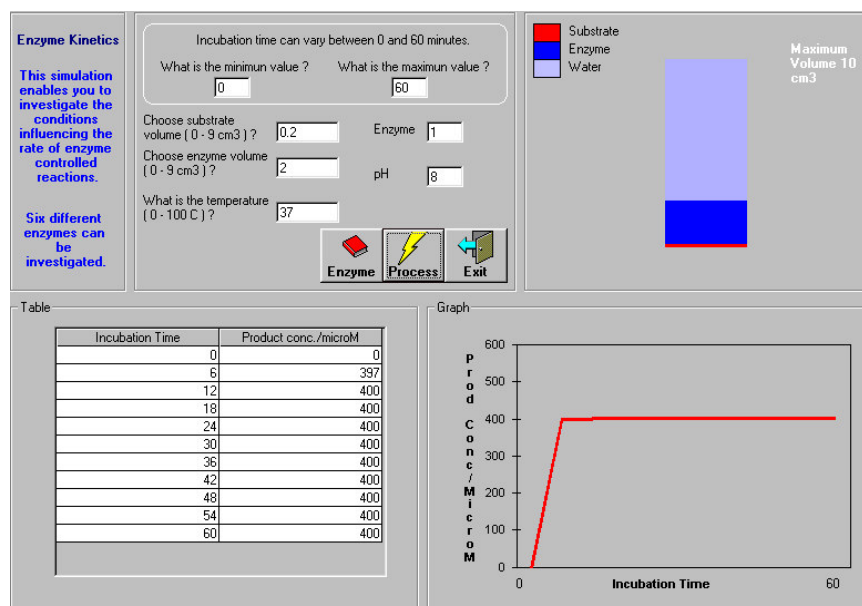 Enzyme Kinetics
This simulation
enables you to
investigate the
conditions
influencing the
rate of enzyme
controlled
reactions.
Six different
enzymes can
be
investigated.
Incubation time can vary between 0 and 60 minutes.
What is the minimun value ?
What is the maximun value ?
0
60
Choose substrate
volume ( 0 - 9 cm3 ) ?
0.2
Enzyme
1
Choose enzyme volume
( 0 - 9 cm3 ) ?
2
pH
8
What is the temperature
( 0 - 100 C ) ?
37
Enzyme
Process
Exit
Substrate
Enzyme
Water
Maximum
Volume 10
cm3
Table
Incubation Time Product conc./microM
0 0
6 397
12 400
18 400
24 400
30 400
36 400
42 400
48 400
54 400
60 400
Graph
Prod Conc/MicroM
600
500
400
300
200
100
0
0
Incubation Time
60